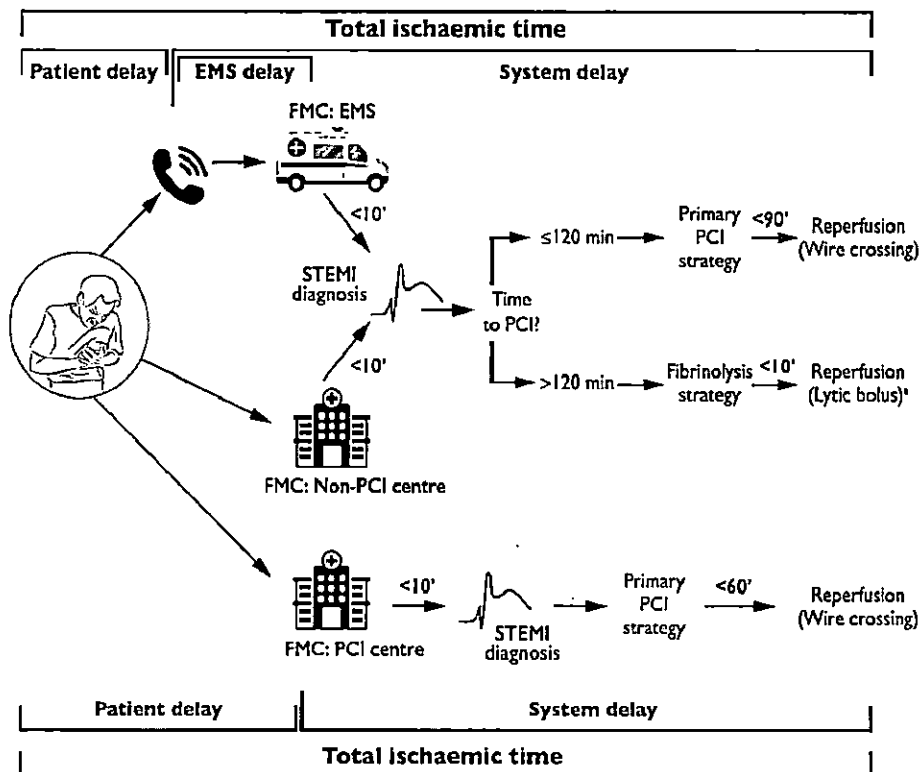 Total ischaemic time
Patient delay
EMS delay
System delay
FMC: EMS
<10'
STEMI
diagnosis
<10'
Time
to PCI?
≤120 min
Primary
PCI
strategy
<90'
Reperfusion
(Wire crossing)
>120 min
Fibrinolysis
strategy
<10'
Reperfusion
(Lytic bolus)ª
FMC: Non-PCI centre
FMC: PCI centre
<10'
STEMI
diagnosis
Primary
PCI
strategy
<60'
Reperfusion
(Wire crossing)
Patient delay
System delay
Total ischaemic time